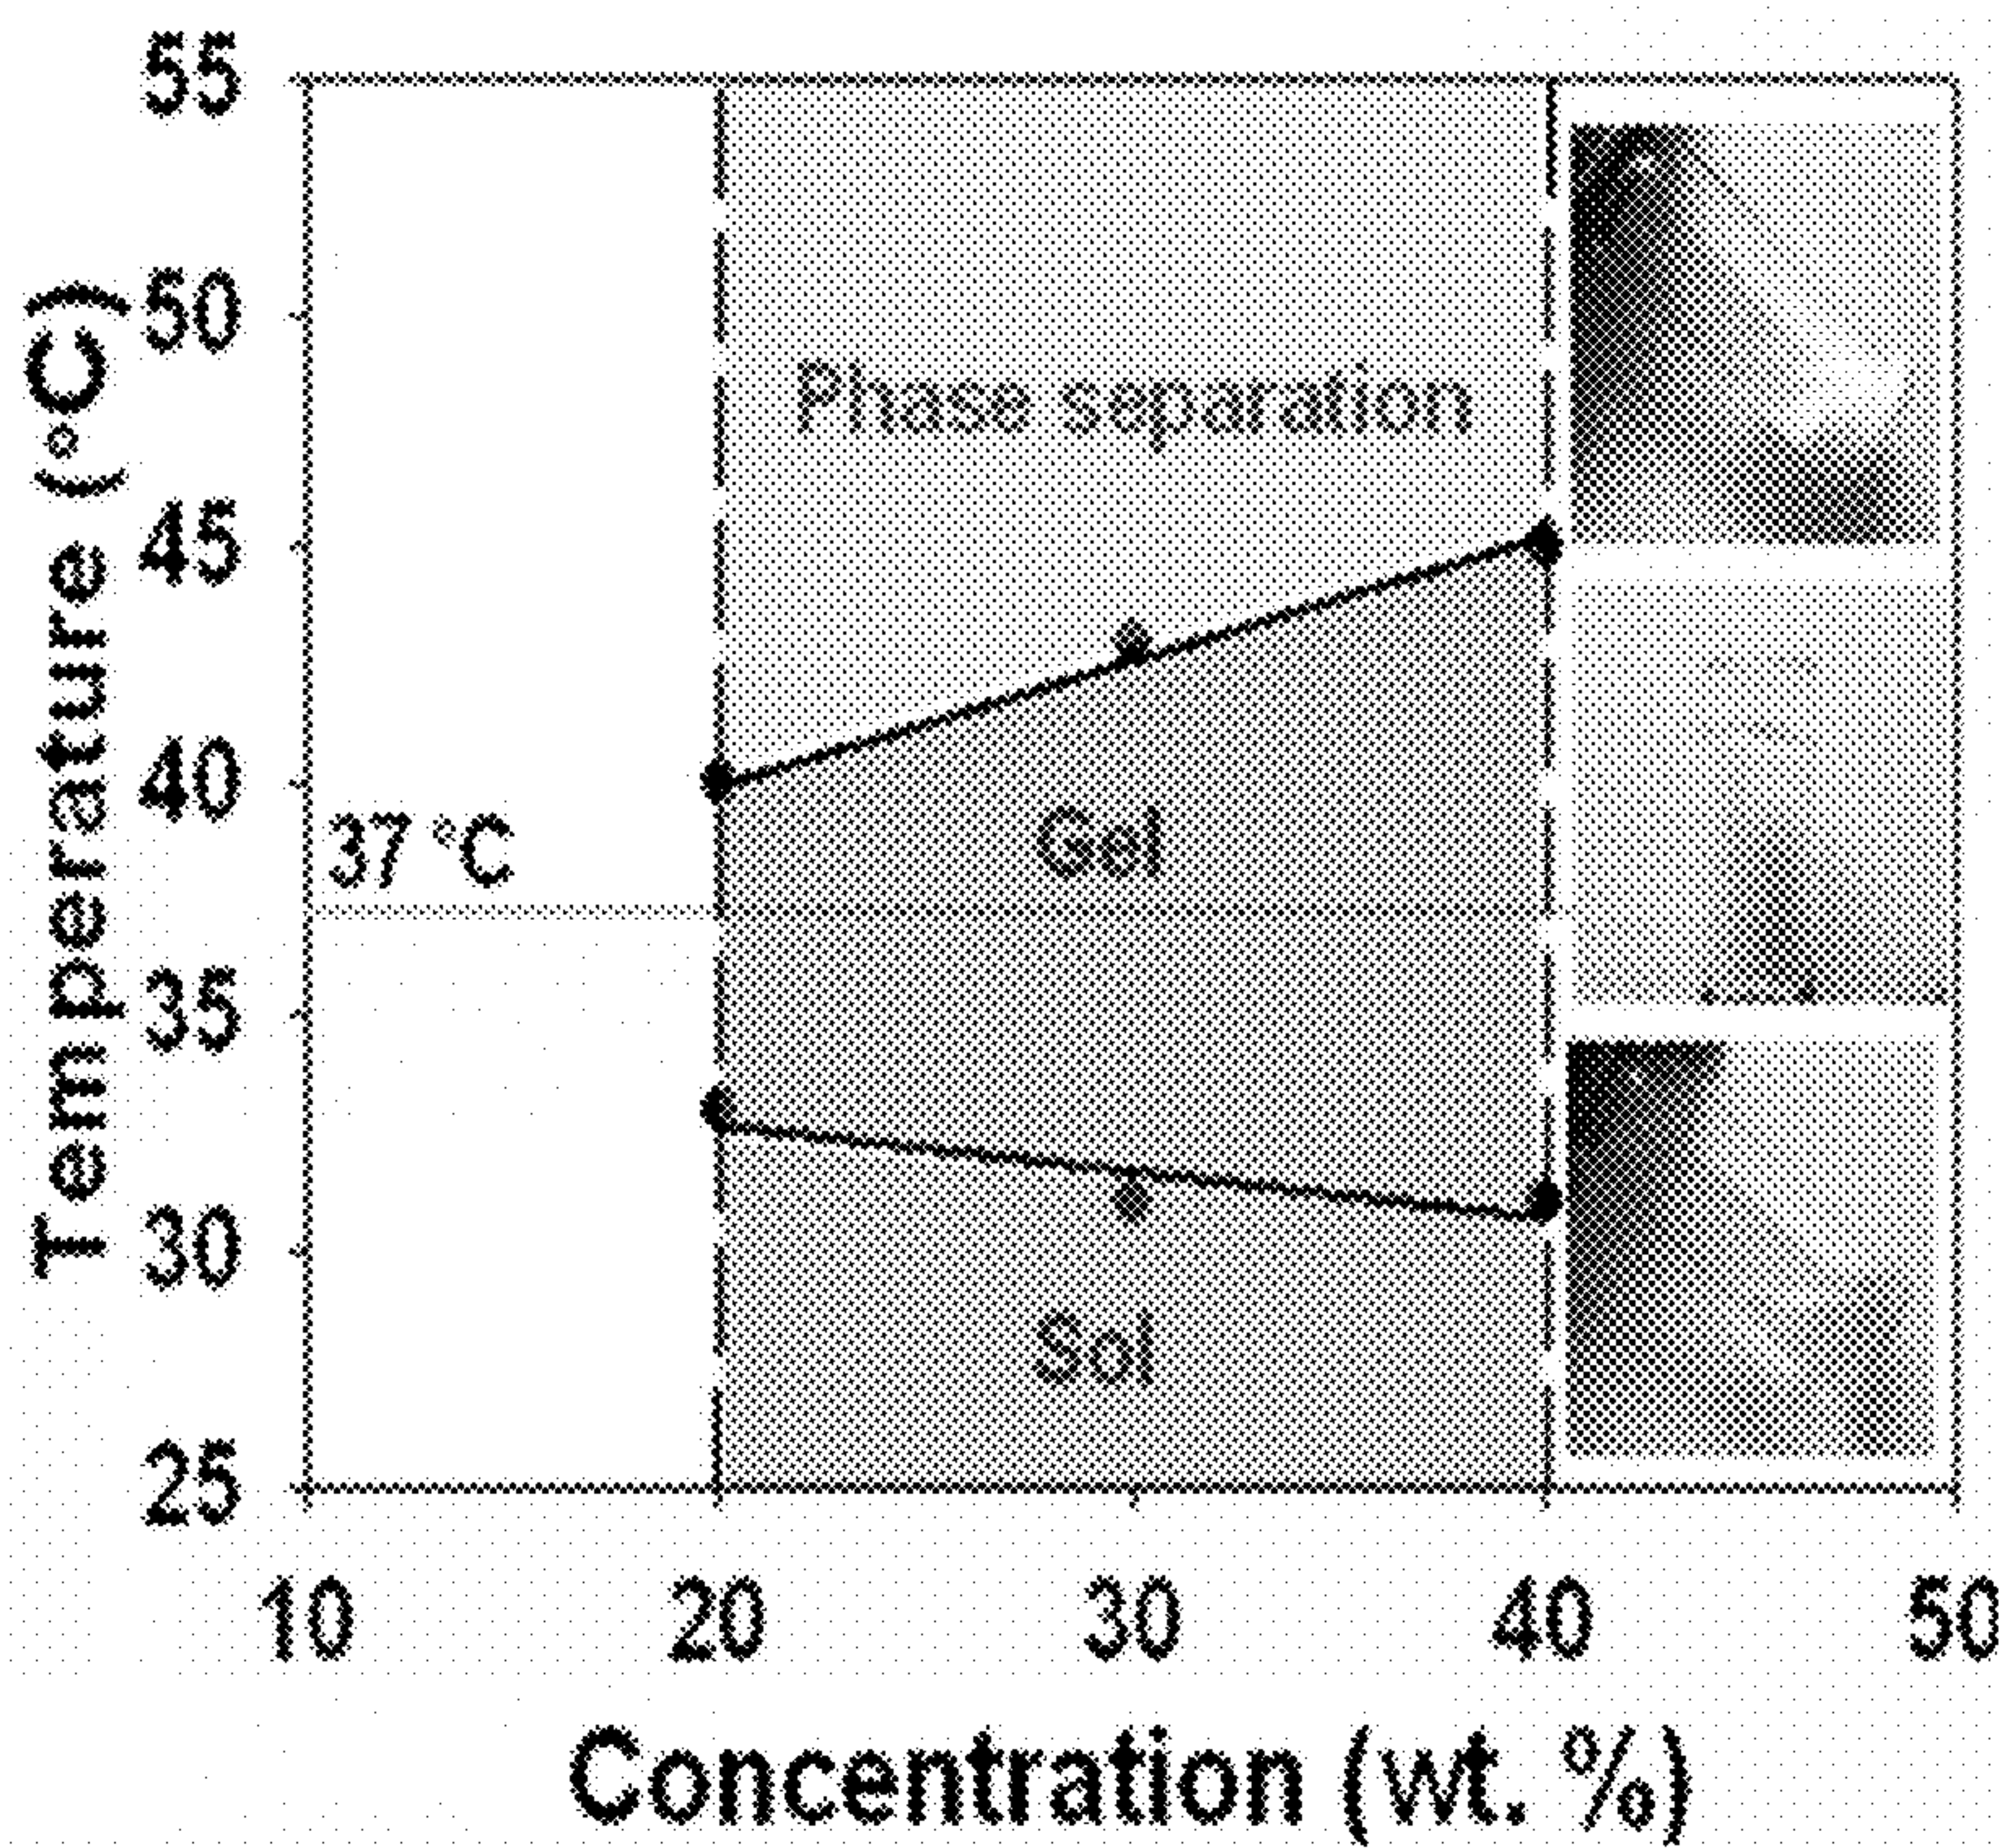 Temperature (°C)
55
50
45
40
35
30
25
Phase separation
Gel
37 °C
Sol
10 20 30 40 50
Concentration (wt. %)